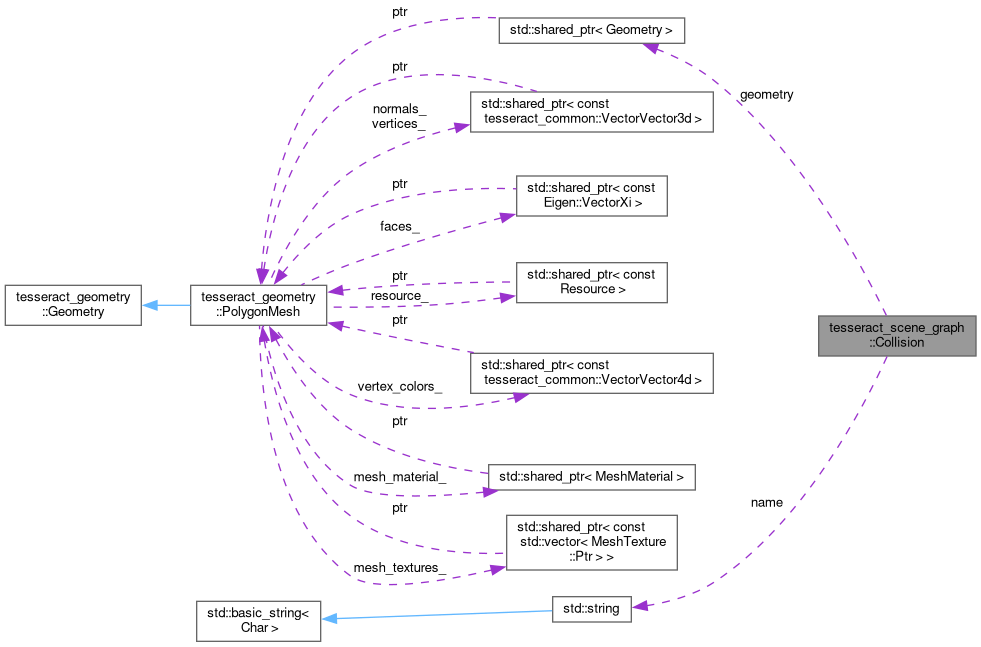 ptr
std::shared_ptr< Geometry >
ptr
geometry
std::shared_ptr< const
tesseract_common::VectorVector3d >
normals_
vertices_
ptr
std::shared_ptr< const
Eigen::VectorXi >
faces_
ptr
std::shared_ptr< const
Resource >
resource_
tesseract_geometry
::Geometry
tesseract_geometry
::PolygonMesh
ptr
tesseract_scene_graph
::Collision
std::shared_ptr< const
tesseract_common::VectorVector4d >
vertex_colors_
ptr
std::shared_ptr< MeshMaterial >
mesh_material_
ptr
name
std::shared_ptr< const
std::vector< MeshTexture
::Ptr > >
mesh_textures_
std::basic_string<
Char >
std::string